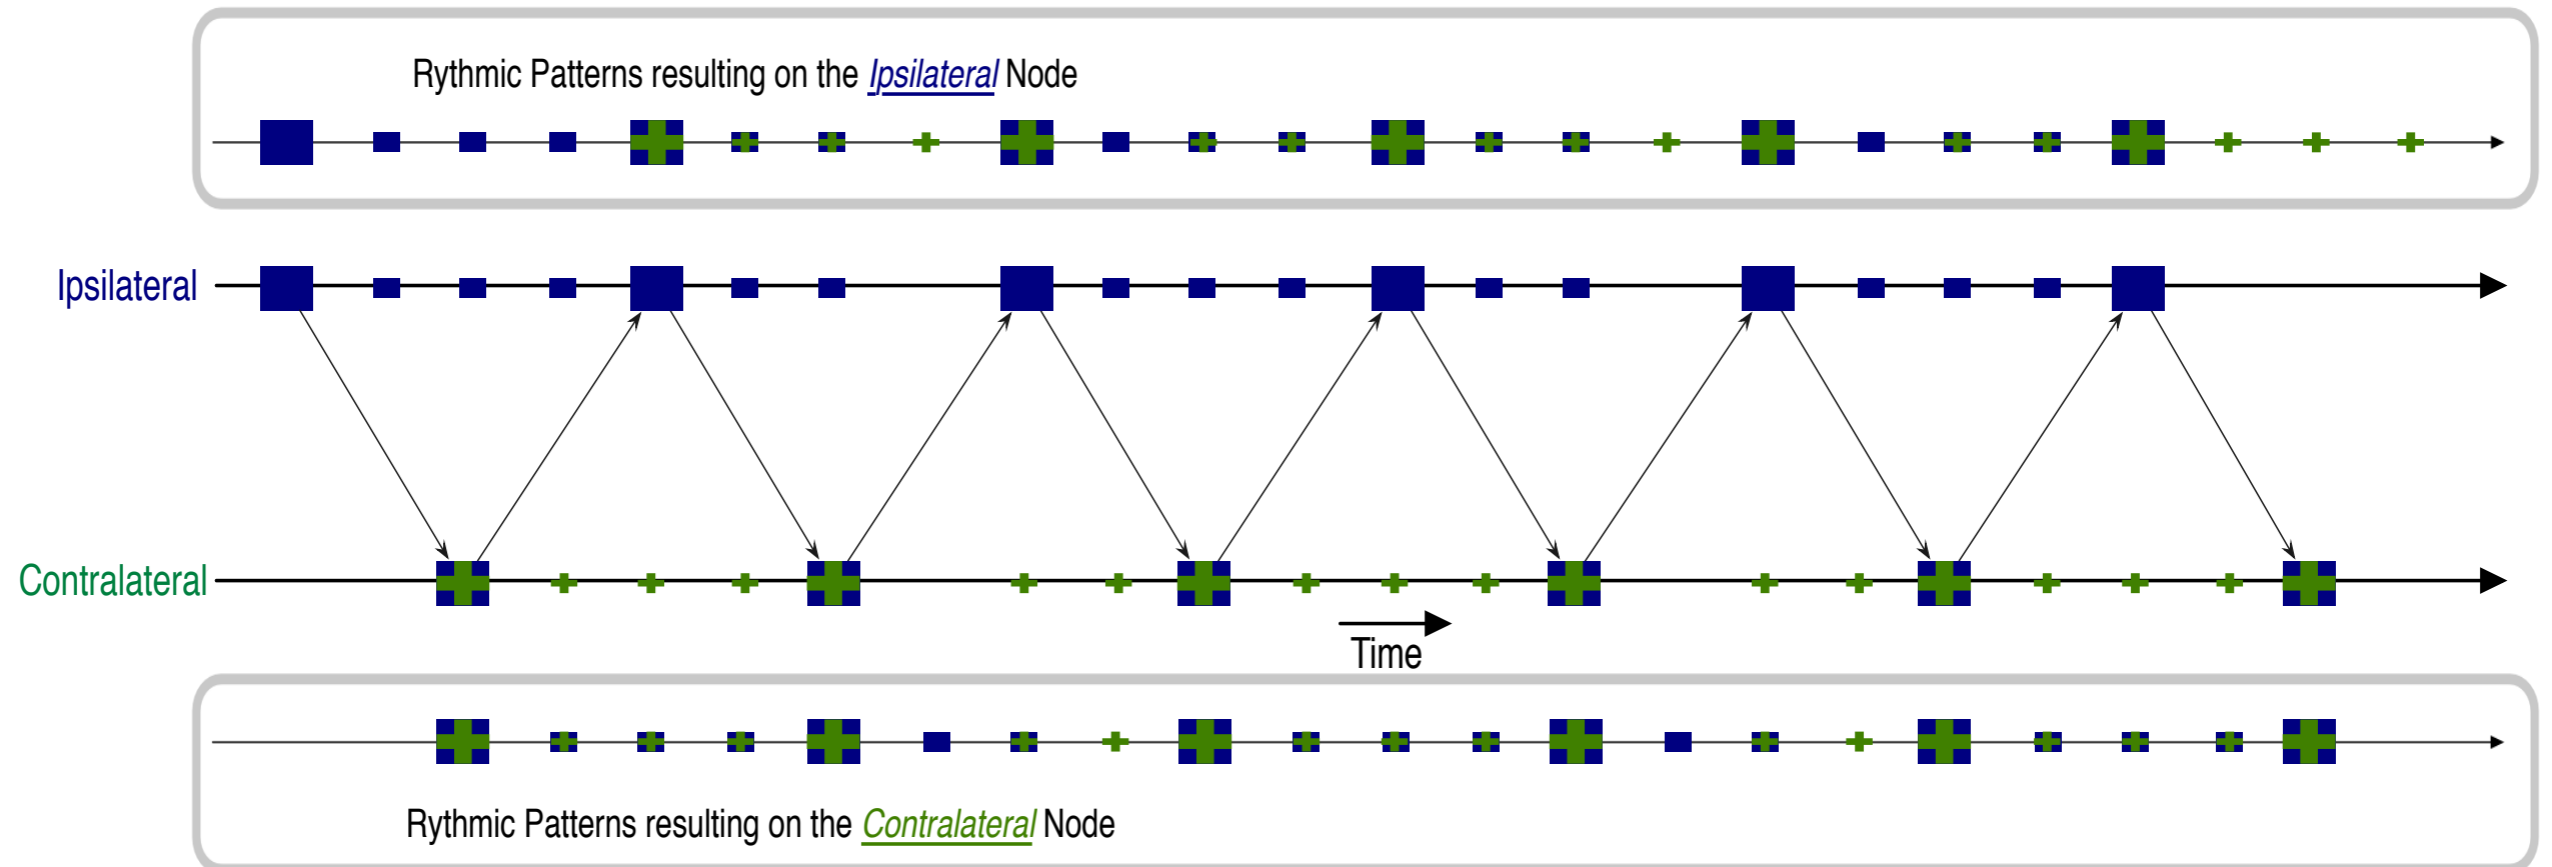 Rythmic Patterns resulting on the Ipsilateral Node
Ipsilateral
Contralateral
Time
Rythmic Patterns resulting on the Contralateral Node